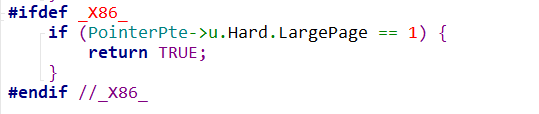 #ifdef _X86_
    if (PointerPte->u.Hard.LargePage == 1) {
        return TRUE;
    }
#endif //_X86_